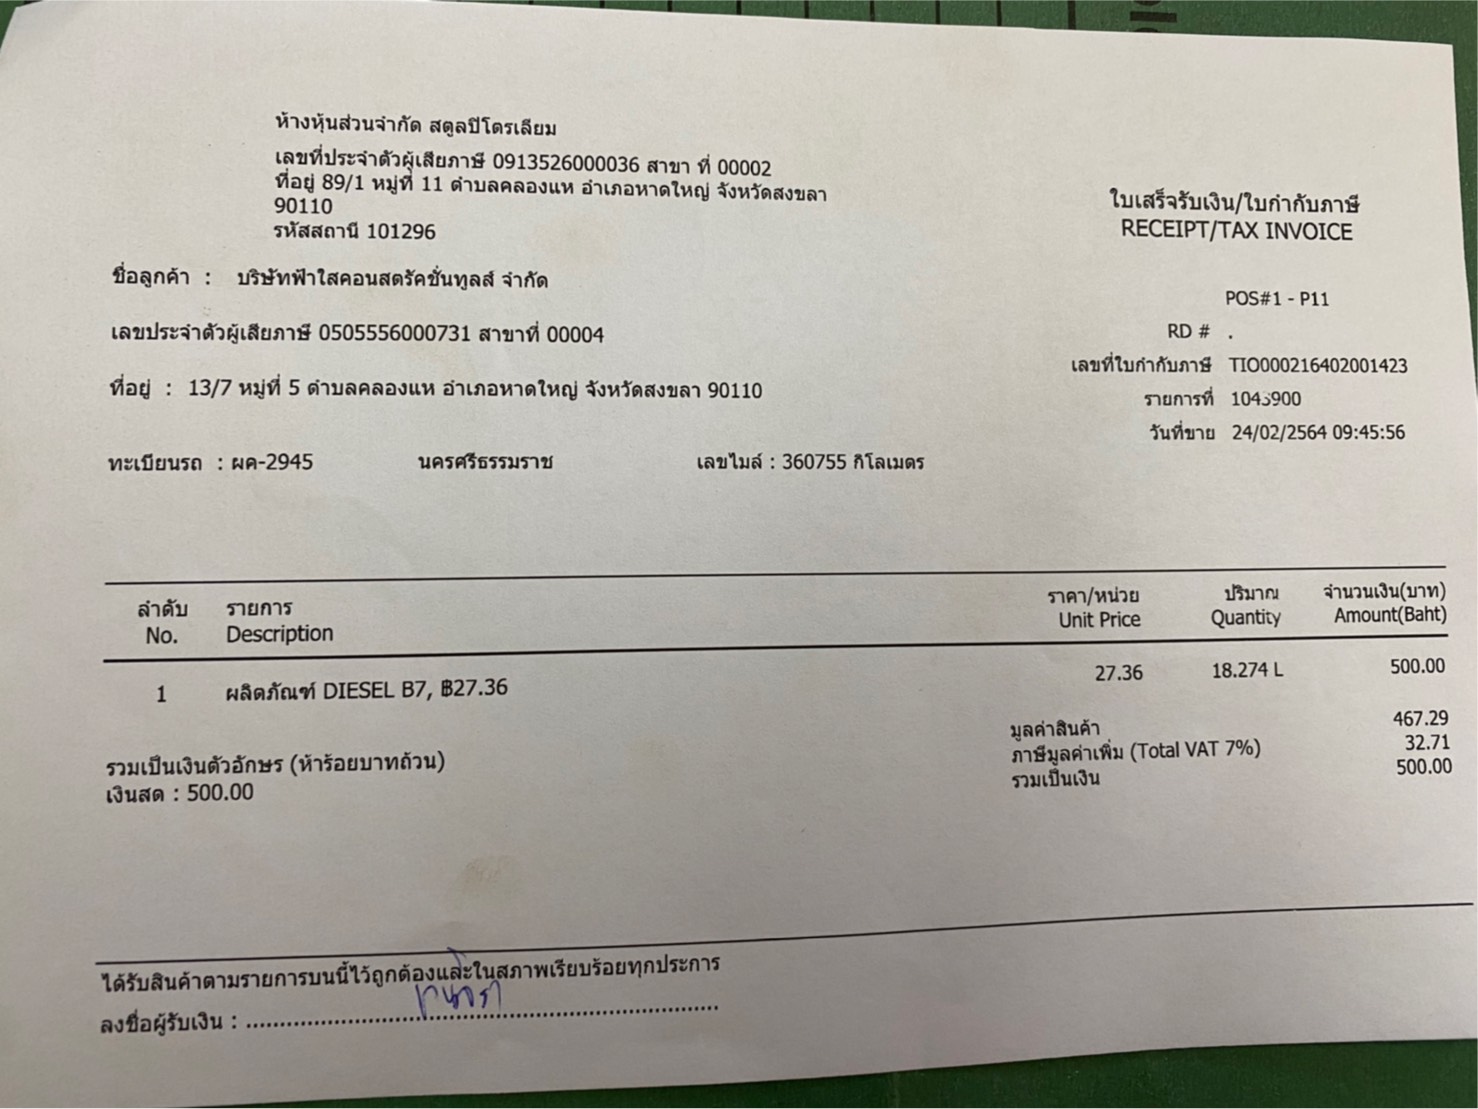 ห้างหุ้นส่วนจำกัด สตูลปิโตรเลียม
เลขที่ประจำตัวผู้เสียภาษี 0913526000036 สาขา ที่ 00002
ที่อยู่ 89/1 หมู่ที่ 11 ตำบลคลองแห อำเภอหาดใหญ่ จังหวัดสงขลา
90110
รหัสสถานี 101296
ใบเสร็จรับเงิน/ใบกำกับภาษี
RECEIPT/TAX INVOICE
ชื่อลูกค้า : บริษัทฟ้าใสคอนสตรัคชั่นทูลส์ จำกัด
POS#1 - P11
เลขประจำตัวผู้เสียภาษี 0505556000731 สาขาที่ 00004
RD # .
เลขที่ใบกำกับภาษี TIO000216402001423
ที่อยู่ : 13/7 หมู่ที่ 5 ตำบลคลองแห อำเภอหาดใหญ่ จังหวัดสงขลา 90110
รายการที่
วันที่ขาย 24/02/2564 09:45:56
ทะเบียนรถ : ผค-2945 นครศรีธรรมราช เลขไมล์ : 360755 กิโลเมตร
ลำดับ รายการ ราคา/หน่วย ปริมาณ จำนวนเงิน(บาท)
No. Description Unit Price Quantity Amount(Baht)
1 ผลิตภัณฑ์ DIESEL B7, ฿27.36 27.36 18.274 L 500.00
มูลค่าสินค้า 467.29
ภาษีมูลค่าเพิ่ม (Total VAT 7%) 32.71
รวมเป็นเงิน 500.00
รวมเป็นเงินตัวอักษร (ห้าร้อยบาทถ้วน)
เงินสด : 500.00
ได้รับสินค้าตามรายการบนนี้ไว้ถูกต้องและในสภาพเรียบร้อยทุกประการ
ลงชื่อผู้รับเงิน :